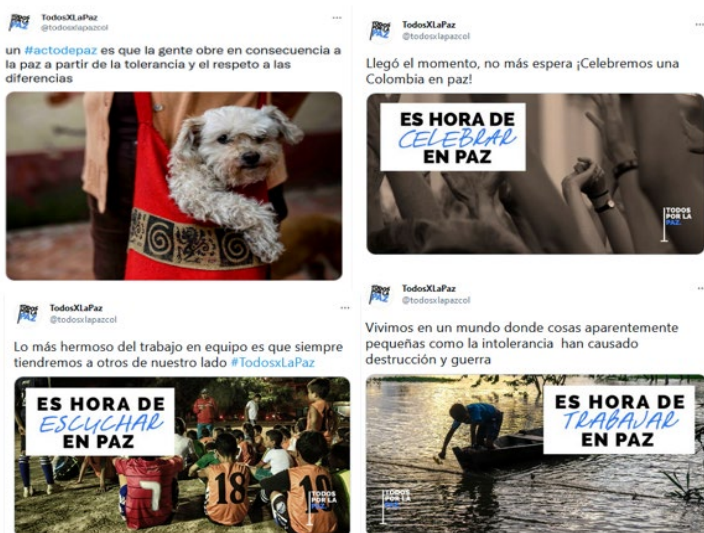 TodosXLaPaz
@todosxlapazcol
un #actodepaz es que la gente obre en consecuencia a
la paz a partir de la tolerancia y el respeto a las
diferencias
TodosXLaPaz
@todosxlapazcol
Llegó el momento, no más espera ¡Celebremos una
Colombia en paz!
ES HORA DE
CELEBRAR
EN PAZ
TODOS
POR LA
PAZ.
TodosXLaPaz
@todosxlapazcol
Lo más hermoso del trabajo en equipo es que siempre
tiendremos a otros de nuestro lado #TodosxLaPaz
ES HORA DE
ESCUCHAR
EN PAZ
7
18
10
TODOS
POR LA
PAZ.
TodosXLaPaz
@todosxlapazcol
Vivimos en un mundo donde cosas aparentemente
pequeñas como la intolerancia han causado
destrucción y guerra
ES HORA DE
TRABAJAR
EN PAZ
TODOS
POR LA
PAZ.